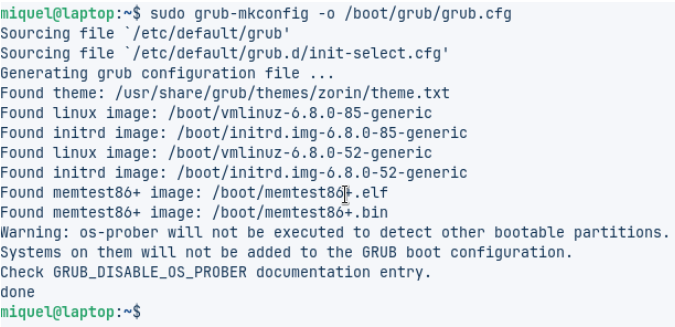 miquel@laptop:~$ sudo grub-mkconfig -o /boot/grub/grub.cfg
Sourcing file `/etc/default/grub'
Sourcing file `/etc/default/grub.d/init-select.cfg'
Generating grub configuration file ...
Found theme: /usr/share/grub/themes/zorin/theme.txt
Found linux image: /boot/vmlinuz-6.8.0-85-generic
Found initrd image: /boot/initrd.img-6.8.0-85-generic
Found linux image: /boot/vmlinuz-6.8.0-52-generic
Found initrd image: /boot/initrd.img-6.8.0-52-generic
Found memtest86+ image: /boot/memtest86+.elf
Found memtest86+ image: /boot/memtest86+.bin
Warning: os-prober will not be executed to detect other bootable partitions.
Systems on them will not be added to the GRUB boot configuration.
Check GRUB_DISABLE_OS_PROBER documentation entry.
done
miquel@laptop:~$